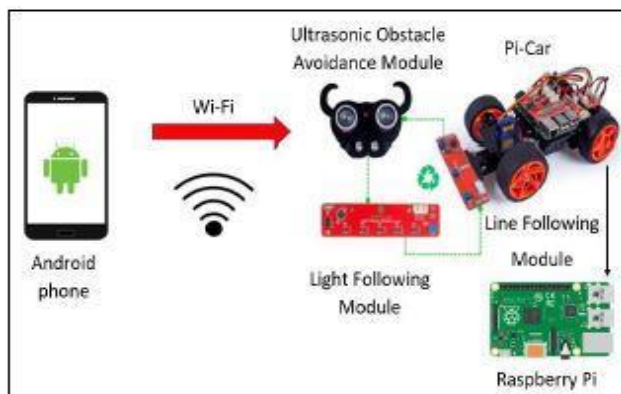 Ultrasonic Obstacle
Avoidance Module
Pi-Car
Wi-Fi
Line Following
Module
Android
phone
Light Following
Module
Raspberry Pi